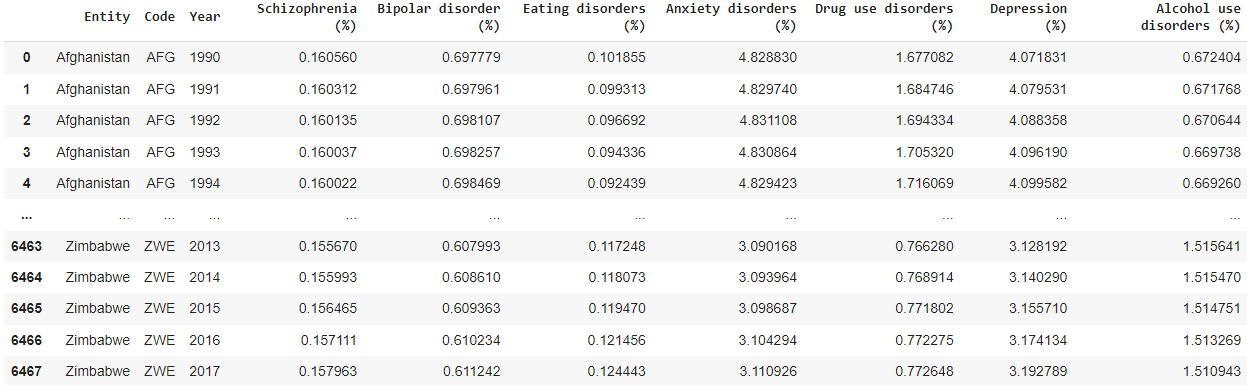 Entity Code Year Schizophrenia (%) Bipolar disorder (%) Eating disorders (%) Anxiety disorders (%) Drug use disorders (%) Depression (%) Alcohol use disorders (%)
0 Afghanistan AFG 1990 0.160560 0.697779 0.101855 4.828830 1.677082 4.071831 0.672404
1 Afghanistan AFG 1991 0.160312 0.697961 0.099313 4.829740 1.684746 4.079531 0.671768
2 Afghanistan AFG 1992 0.160135 0.698107 0.096692 4.831108 1.694334 4.088358 0.670644
3 Afghanistan AFG 1993 0.160037 0.698257 0.094336 4.830864 1.705320 4.096190 0.669738
4 Afghanistan AFG 1994 0.160022 0.698469 0.092439 4.829423 1.716069 4.099582 0.669260
... ... ... ... ... ... ... ... ... ... ...
6463 Zimbabwe ZWE 2013 0.155670 0.607993 0.117248 3.090168 0.766280 3.128192 1.515641
6464 Zimbabwe ZWE 2014 0.155993 0.608610 0.118073 3.093964 0.768914 3.140290 1.515470
6465 Zimbabwe ZWE 2015 0.156465 0.609363 0.119470 3.098687 0.771802 3.155710 1.514751
6466 Zimbabwe ZWE 2016 0.157111 0.610234 0.121456 3.104294 0.772275 3.174134 1.513269
6467 Zimbabwe ZWE 2017 0.157963 0.611242 0.124443 3.110926 0.772648 3.192789 1.510943